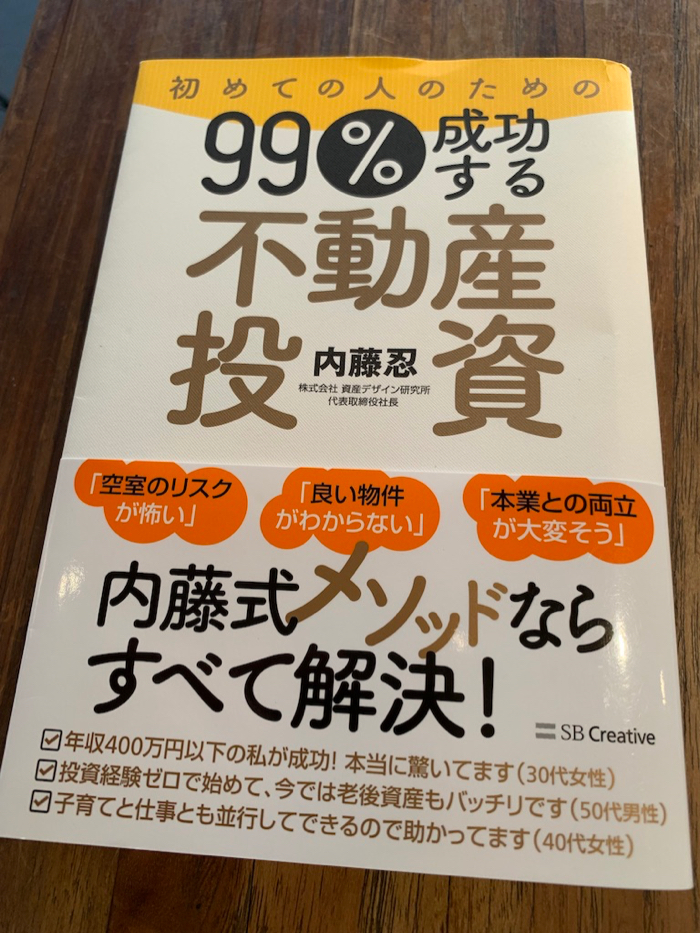 初めての人のための
99%成功
する
不動産
投資
内藤忍
株式会社 資産デザイン研究所
代表取締役社長
「空室のリスク
が怖い」
「良い物件
がわからない」
「本業との両立
が大変そう」
内藤式メソッドなら
すべて解決!
SB Creative
年収400万円以下の私が成功! 本当に驚いてます(30代女性)
投資経験ゼロで始めて、今では老後資産もバッチリです(50代男性)
子育てと仕事とも並行してできるので助かってます(40代女性)